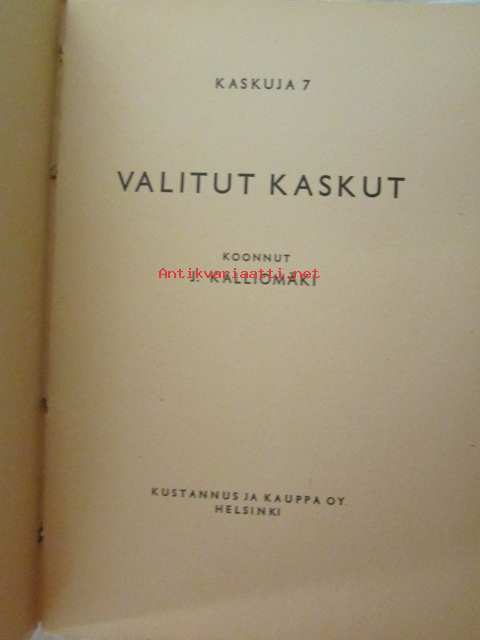 KASKUJA 7
VALITUT KASKUT
KOONNUT
Antikvariaatti.net
J. KALLIOMÄKI
KUSTANNUS JA KAUPPA OY.
HELSINKI